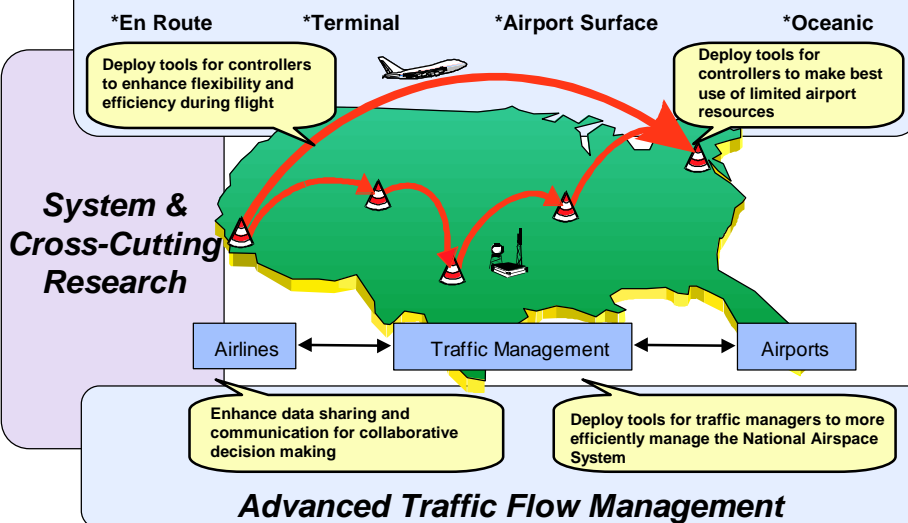 *En Route *Terminal *Airport Surface *Oceanic
Deploy tools for controllers
to enhance flexibility and
efficiency during flight
Deploy tools for
controllers to make best
use of limited airport
resources
System &
Cross-Cutting
Research
Airlines
Traffic Management
Airports
Enhance data sharing and
communication for collaborative
decision making
Deploy tools for traffic managers to more
efficiently manage the National Airspace
System
Advanced Traffic Flow Management